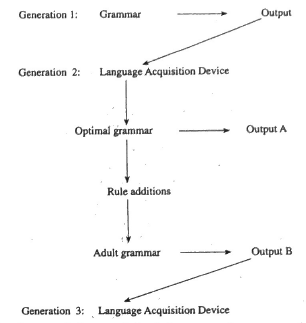 Generation 1: Grammar Output
Generation 2: Language Acquisition Device
Optimal grammar Output A
Rule additions
Adult grammar Output B
Generation 3: Language Acquisition Device